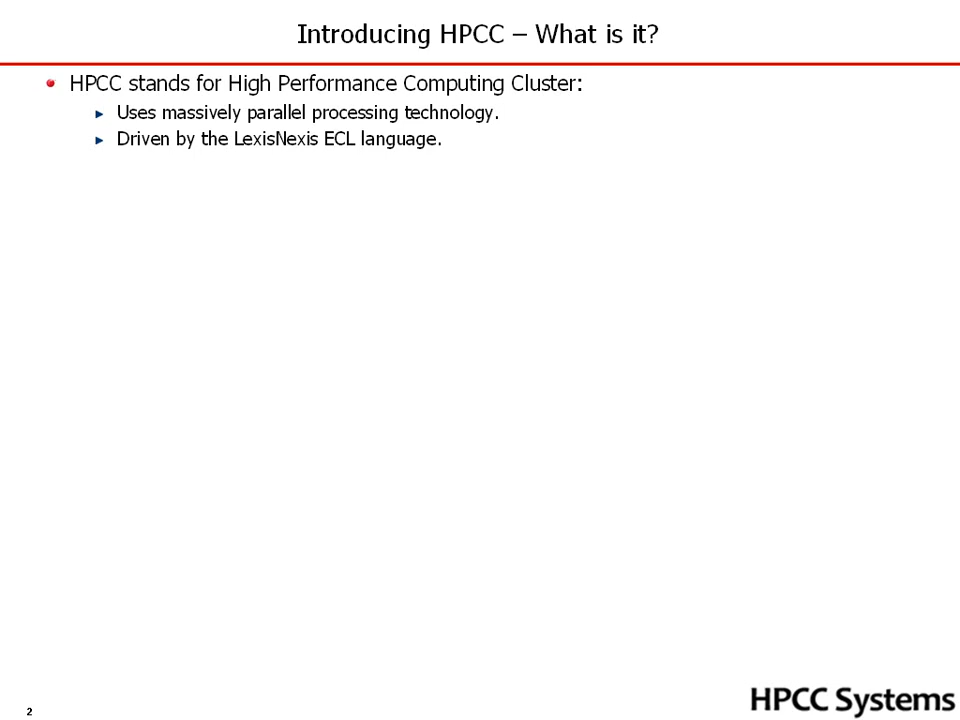 Introducing HPCC – What is it?
HPCC stands for High Performance Computing Cluster:
Uses massively parallel processing technology.
Driven by the LexisNexis ECL language.
2
HPCC Systems